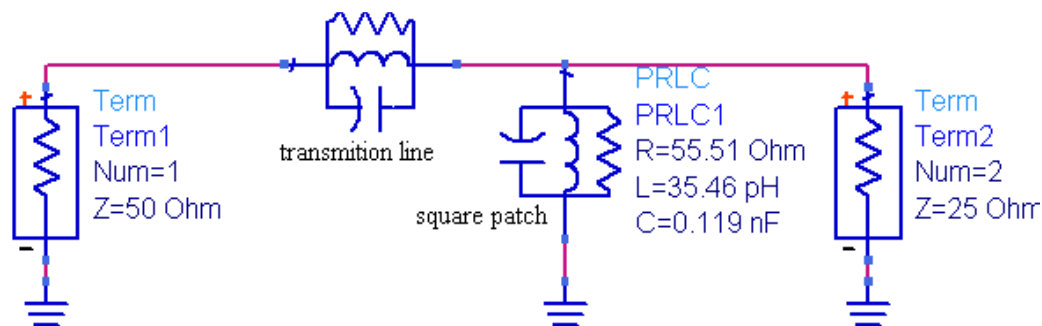 Term
Term1
Num=1
Z=50 Ohm
transmition line
square patch
PRLC
PRLC1
R=55.51 Ohm
L=35.46 pH
C=0.119 nF
Term
Term2
Num=2
Z=25 Ohm